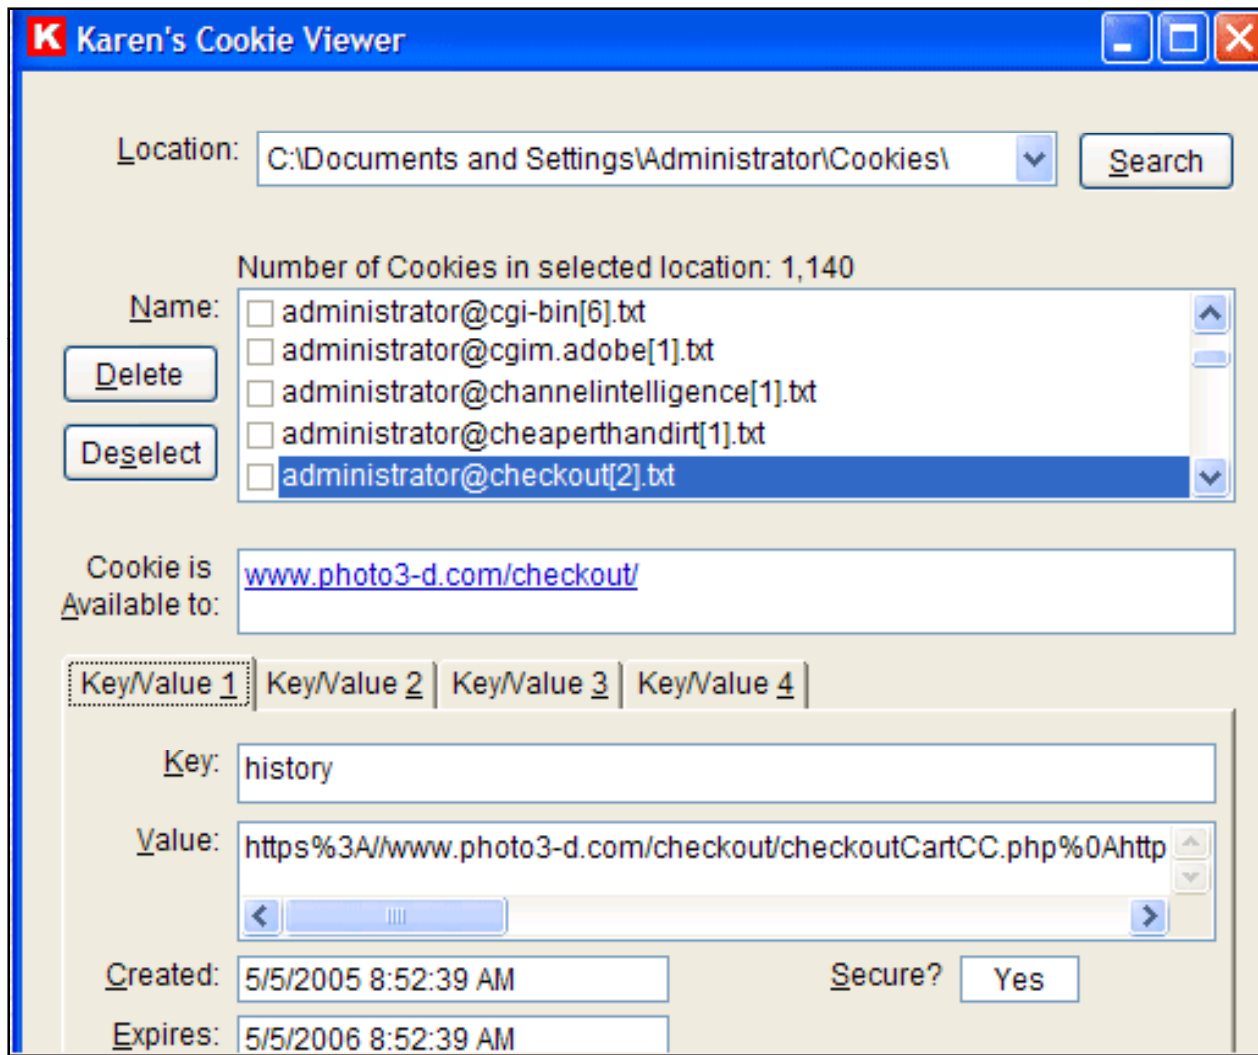 K Karen's Cookie Viewer
Location: C:\Documents and Settings\Administrator\Cookies\ Search
Number of Cookies in selected location: 1,140
Name: administrator@cgi-bin[6].txt
administrator@cgim.adobe[1].txt
Delete administrator@channelintelligence[1].txt
administrator@cheaperthandirt[1].txt
Deselect administrator@checkout[2].txt
Cookie is
Available to: www.photo3-d.com/checkout/
Key/Value 1 Key/Value 2 Key/Value 3 Key/Value 4
Key: history
Value: https%3A//www.photo3-d.com/checkout/checkoutCartCC.php%0Ahttp
Created: 5/5/2005 8:52:39 AM Secure? Yes
Expires: 5/5/2006 8:52:39 AM